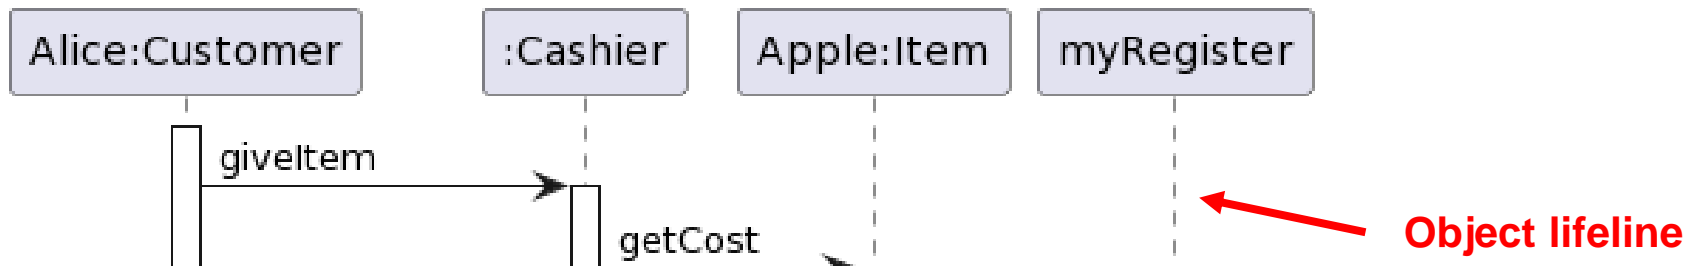 Alice:Customer :Cashier Apple:Item myRegister
giveItem
getCost
Object lifeline